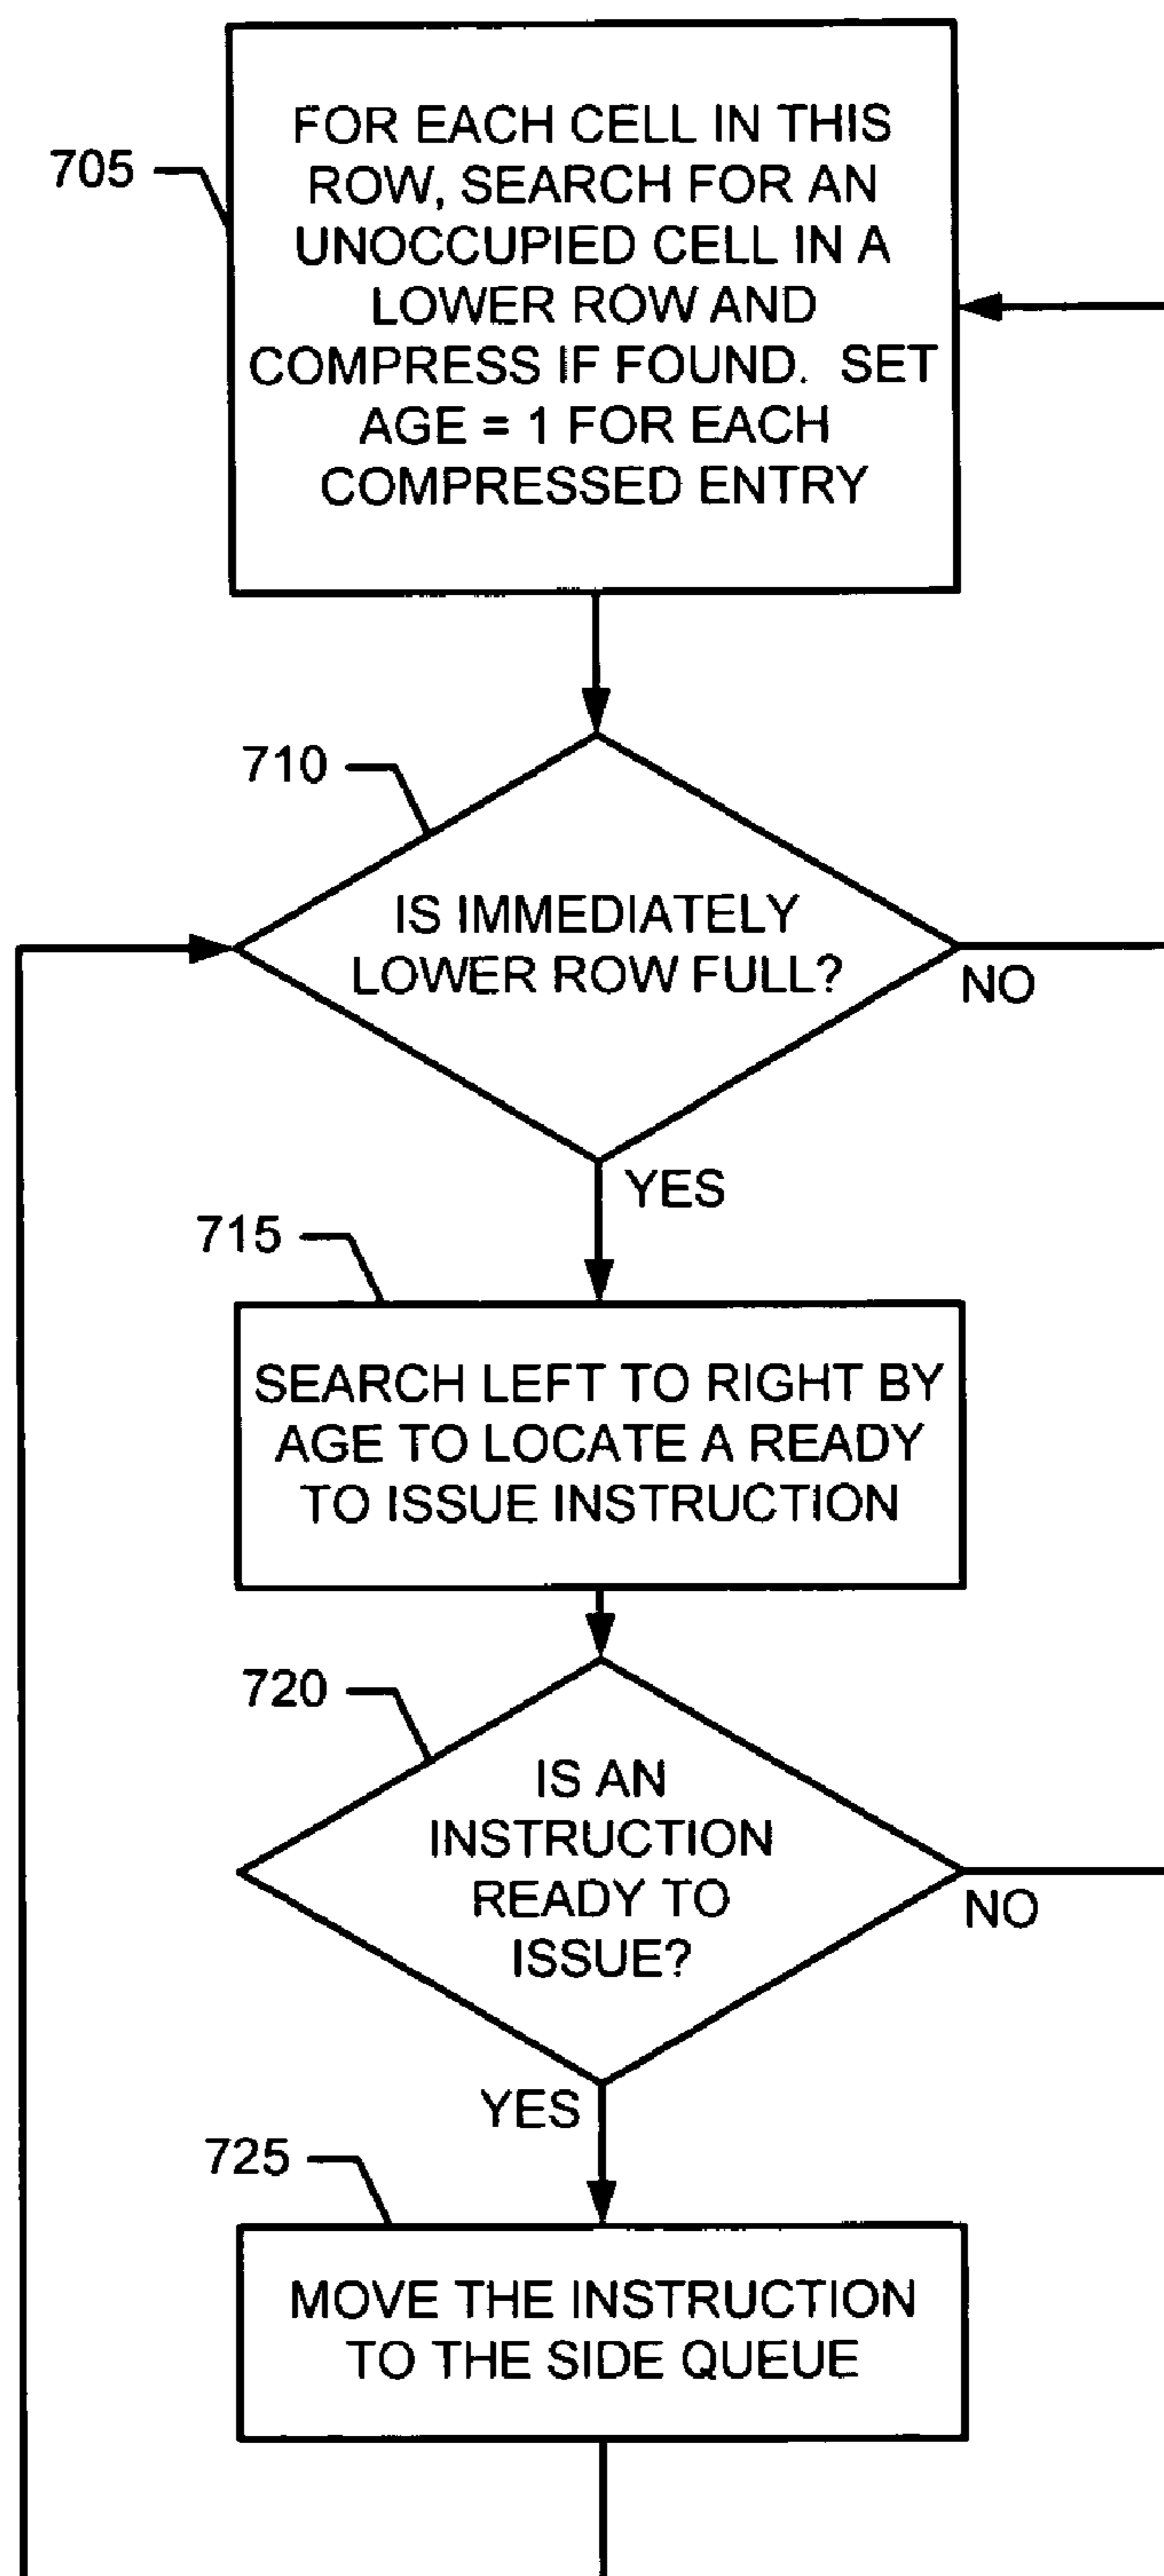 FOR EACH CELL IN THIS
705
ROW, SEARCH FOR AN
UNOCCUPIED CELL IN A
LOWER ROW AND
COMPRESS IF FOUND. SET
AGE = 1 FOR EACH
COMPRESSED ENTRY
710
IS IMMEDIATELY
LOWER ROW FULL?
NO
YES
715
SEARCH LEFT TO RIGHT BY
AGE TO LOCATE A READY
TO ISSUE INSTRUCTION
720
IS AN
INSTRUCTION
READY TO
ISSUE?
NO
YES
725
MOVE THE INSTRUCTION
TO THE SIDE QUEUE